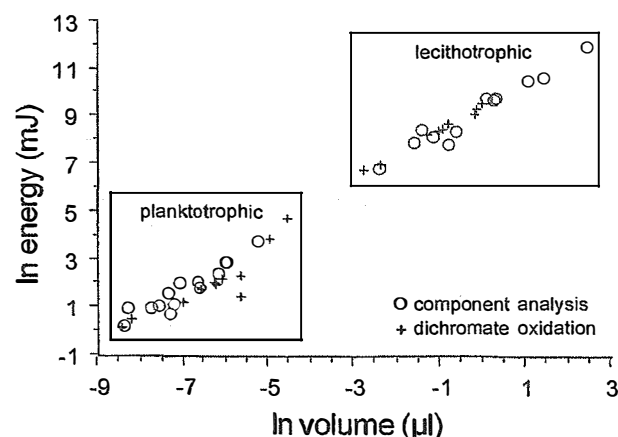 13
11
9
7
5
3
1
-1
ln energy (mJ)
lecithotrophic
planktotrophic
O component analysis
+ dichromate oxidation
-9 -7 -5 -3 -1 1 3
ln volume (µl)